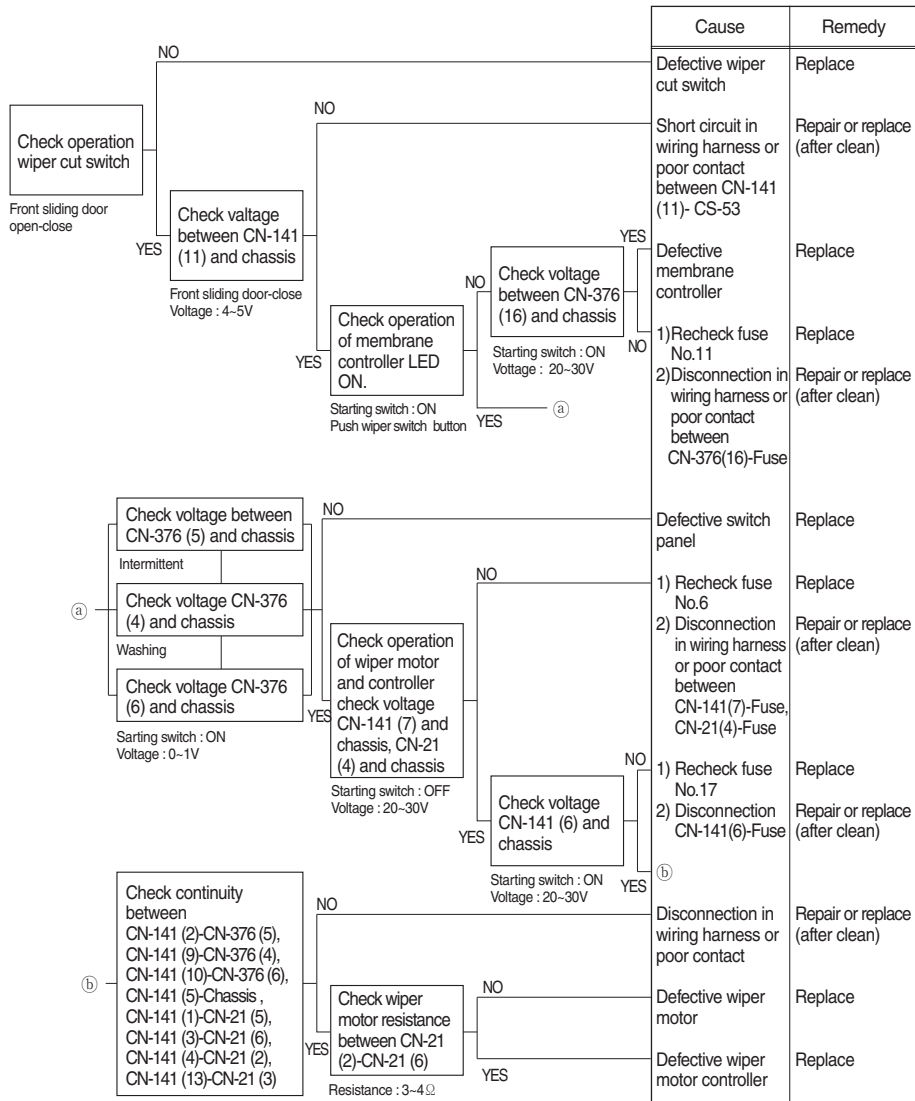 Cause Remedy
NO
Defective wiper
cut switch
Replace
Check operation
wiper cut switch
Front sliding door
open-close
NO
Short circuit in
wiring harness or
poor contact
between CN-141
(11)- CS-53
Repair or replace
(after clean)
YES
Check valtage
between CN-141
(11) and chassis
Front sliding door-close
Voltage : 4~5V
YES
Check operation
of membrane
controller LED
ON.
Starting switch : ON
Push wiper switch button
NO
Check voltage
between CN-376
(16) and chassis
Starting switch : ON
Vottage : 20~30V
YES
Defective
membrane
controller
Replace
NO
1)Recheck fuse
No.11
Replace
2)Disconnection in
wiring harness or
poor contact
between
CN-376(16)-Fuse
Repair or replace
(after clean)
YES
ⓐ
ⓐ
Check voltage between
CN-376 (5) and chassis
Intermittent
Check voltage CN-376
(4) and chassis
Washing
Check voltage CN-376
(6) and chassis
Sarting switch : ON
Voltage : 0~1V
NO
Defective switch
panel
Replace
YES
Check operation
of wiper motor
and controller
check voltage
CN-141 (7) and
chassis, CN-21
(4) and chassis
Starting switch : OFF
Voltage : 20~30V
NO
1) Recheck fuse
No.6
Replace
2) Disconnection
in wiring harness
or poor contact
between
CN-141(7)-Fuse,
CN-21(4)-Fuse
Repair or replace
(after clean)
YES
Check voltage
CN-141 (6) and
chassis
Starting switch : ON
Voltage : 20~30V
NO
1) Recheck fuse
No.17
Replace
2) Disconnection
CN-141(6)-Fuse
Repair or replace
(after clean)
YES
ⓑ
ⓑ
Check continuity
between
CN-141 (2)-CN-376 (5),
CN-141 (9)-CN-376 (4),
CN-141 (10)-CN-376 (6),
CN-141 (5)-Chassis ,
CN-141 (1)-CN-21 (5),
CN-141 (3)-CN-21 (6),
CN-141 (4)-CN-21 (2),
CN-141 (13)-CN-21 (3)
NO
Disconnection in
wiring harness or
poor contact
Repair or replace
(after clean)
YES
Check wiper
motor resistance
between CN-21
(2)-CN-21 (6)
Resistance : 3~4Ω
NO
Defective wiper
motor
Replace
YES
Defective wiper
motor controller
Replace